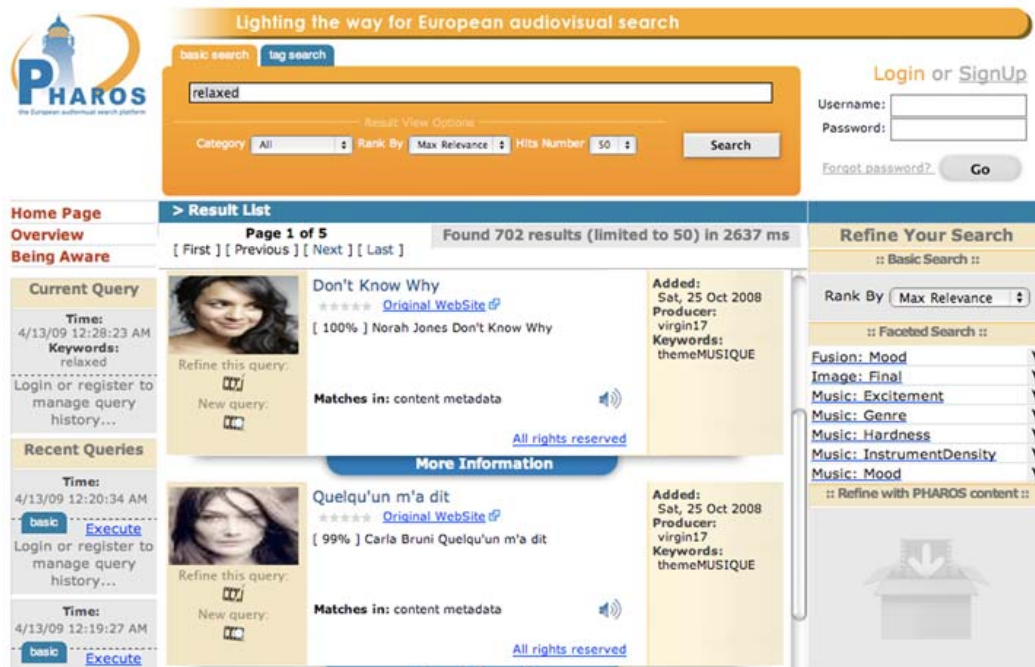 Lighting the way for European audiovisual search
PHAROS
the European audiovisual search platform
basic search
tag search
relaxed
Result View Options
Category All Rank By Max Relevance Hits Number 50 Search
Login or SignUp
Username:
Password:
Forgot password? Go
Home Page
Overview
Being Aware
Current Query
Time:
4/13/09 12:28:23 AM
Keywords:
relaxed
Login or register to
manage query
history...
Recent Queries
Time:
4/13/09 12:20:34 AM
basic Execute
Login or register to
manage query
history...
Time:
4/13/09 12:19:27 AM
basic Execute
> Result List
Page 1 of 5
[ First ] [ Previous ] [ Next ] [ Last ]
Found 702 results (limited to 50) in 2637 ms
Don't Know Why
Original WebSite
[ 100% ] Norah Jones Don't Know Why
Refine this query:
New query:
Matches in: content metadata
All rights reserved
Added:
Sat, 25 Oct 2008
Producer:
virgin17
Keywords:
themeMUSIQUE
More Information
Quelqu'un m'a dit
Original WebSite
[ 99% ] Carla Bruni Quelqu'un m'a dit
Refine this query:
New query:
Matches in: content metadata
All rights reserved
Added:
Sat, 25 Oct 2008
Producer:
virgin17
Keywords:
themeMUSIQUE
Refine Your Search
:: Basic Search ::
Rank By Max Relevance
:: Faceted Search ::
Fusion: Mood
Image: Final
Music: Excitement
Music: Genre
Music: Hardness
Music: InstrumentDensity
Music: Mood
:: Refine with PHAROS content ::